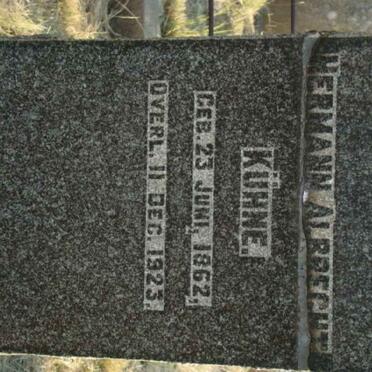 HERMANN ALBRECHT
KÜHNE
GEB. 23 JUNI, 1862,
OVERL. 11 DEC. 1923,